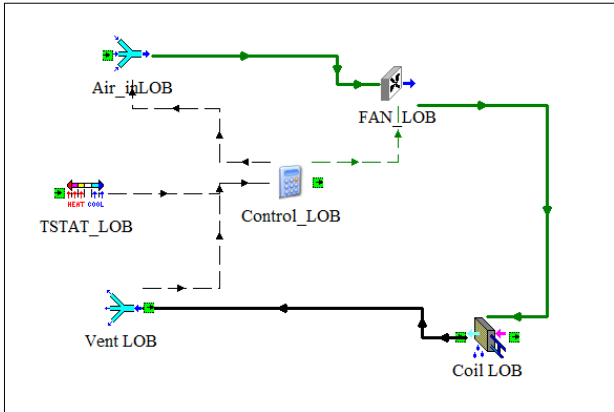 Air_inLOB
FAN_LOB
HEAT COOL
TSTAT_LOB
Control_LOB
Vent LOB
Coil LOB